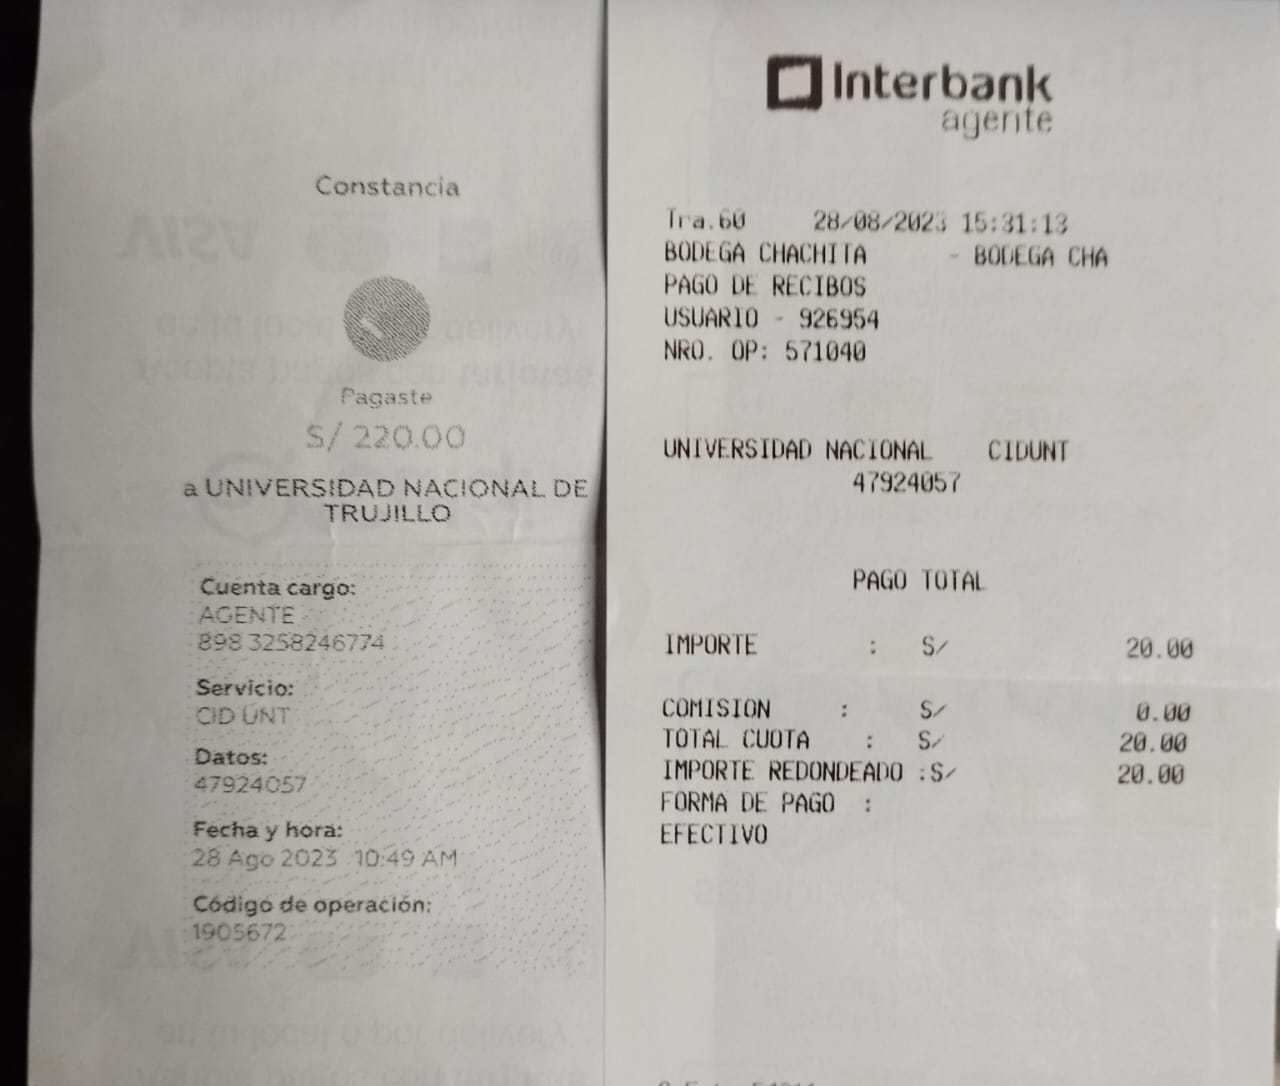 Constancia
Pagaste
S/ 220.00
a UNIVERSIDAD NACIONAL DE
TRUJILLO
Cuenta cargo:
AGENTE
898 3258246774
Servicio:
CID UNT
Datos:
47924057
Fecha y hora:
28 Ago 2023 10:49 AM
Código de operación:
1905672
Interbank
agente
Tra.60 28/08/2023 15:31:13
BODEGA CHACHITA - BODEGA CHA
PAGO DE RECIBOS
USUARIO - 926954
NRO. OP: 571040
UNIVERSIDAD NACIONAL CIDUNT
47924057
PAGO TOTAL
IMPORTE : S/ 20.00
COMISION : S/ 0.00
TOTAL CUOTA : S/ 20.00
IMPORTE REDONDEADO :S/ 20.00
FORMA DE PAGO :
EFECTIVO